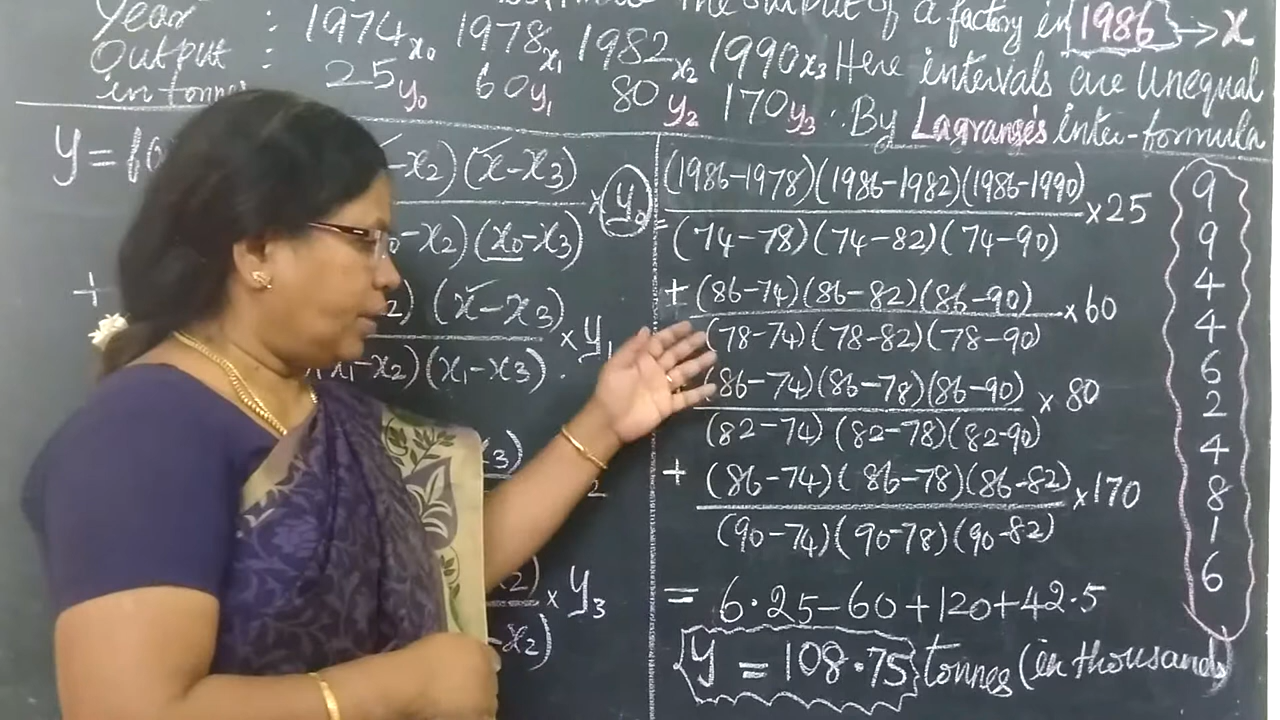 The output of a factory in 1986 → x
Year : 1974 x₀ 1978 x₁ 1982 x₂ 1990 x₃ Here intervals are Unequal
Output in tonnes : 25 y₀ 60 y₁ 80 y₂ 170 y₃ ∴ By Lagrange's inter-formula
y = f(
-x₂)(x-x₃)
× y₀
-x₂)(x₀-x₃)
+ ) (x-x₃)
× y₁
x₁-x₂)(x₁-x₃)
x₃)
2
x₂) × y₃
-x₂)
= (1986-1978)(1986-1982)(1986-1990) × 25
(74-78)(74-82)(74-90)
+ (86-74)(86-82)(86-90) × 60
(78-74)(78-82)(78-90)
(86-74)(86-78)(86-90) × 80
(82-74)(82-78)(82-90)
+ (86-74)(86-78)(86-82) × 170
(90-74)(90-78)(90-82)
= 6.25-60+120+42.5
y = 108.75 tonnes (in thousands)
9
9
4
4
6
2
4
8
1
6